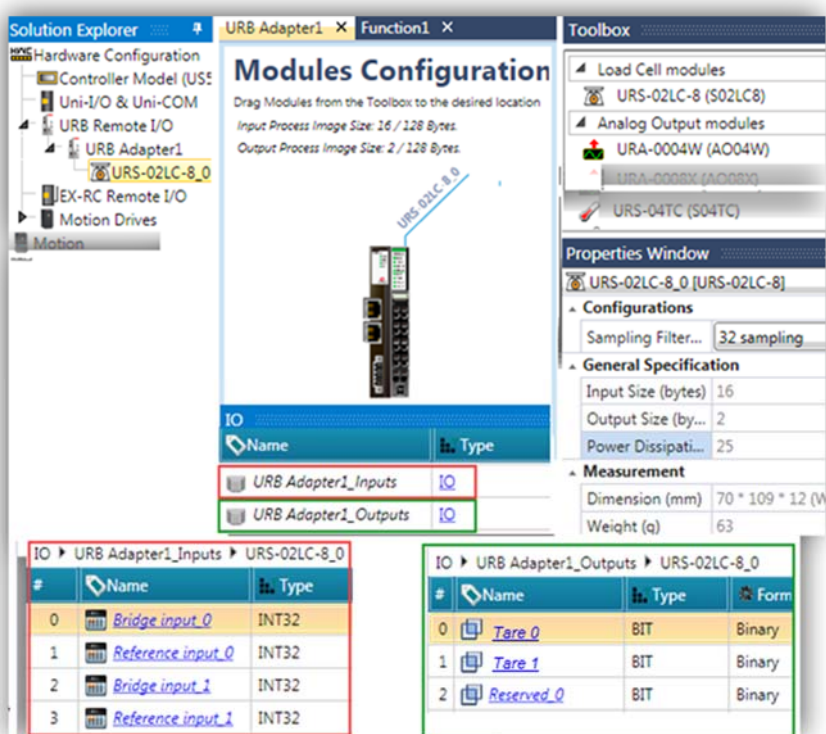 Solution Explorer
Hardware Configuration
Controller Model (US5
Uni-I/O & Uni-COM
URB Remote I/O
URB Adapter1
URS-02LC-8_0
EX-RC Remote I/O
Motion Drives
Motion
URB Adapter1 X Function1 X
Modules Configuration
Drag Modules from the Toolbox to the desired location
Input Process Image Size: 16 / 128 Bytes.
Output Process Image Size: 2 / 128 Bytes.
URS-02LC-8_0
IO
Name Type
URB Adapter1_Inputs IO
URB Adapter1_Outputs IO
Toolbox
Load Cell modules
URS-02LC-8 (S02LC8)
Analog Output modules
URA-0004W (AO04W)
URA-0008X (AO08X)
URS-04TC (S04TC)
Properties Window
URS-02LC-8_0 [URS-02LC-8]
Configurations
Sampling Filter... 32 sampling
General Specification
Input Size (bytes) 16
Output Size (by... 2
Power Dissipati... 25
Measurement
Dimension (mm) 70 * 109 * 12 (W
Weight (g) 63
IO URB Adapter1_Inputs URS-02LC-8_0
# Name Type
0 Bridge input_0 INT32
1 Reference input_0 INT32
2 Bridge input_1 INT32
3 Reference input_1 INT32
IO URB Adapter1_Outputs URS-02LC-8_0
# Name Type Form
0 Tare 0 BIT Binary
1 Tare 1 BIT Binary
2 Reserved_0 BIT Binary